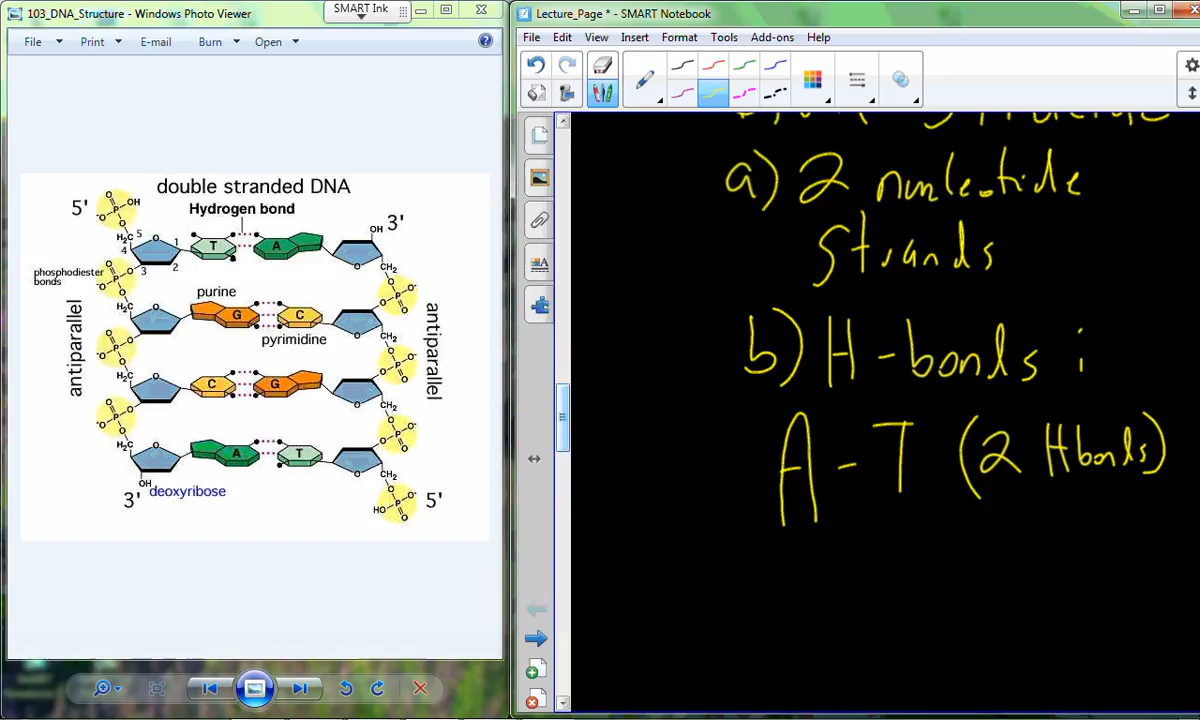 103_DNA_Structure - Windows Photo Viewer
SMART Ink
File Print E-mail Burn Open
double stranded DNA
Hydrogen bond
5' 3'
O
P OH
-O
O
OH
H₂C 5
4 O 1
3 2
T A
O
CH₂
phosphodiester
bonds
O
-O P
O
O
O
O P O-
O
antiparallel
purine
H₂C
O
G C
pyrimidine
O
CH₂
antiparallel
O
-O P
O
O
O
O P O-
O
H₂C
O
C G
O
CH₂
O
-O P
O
O
O
O P O-
O
H₂C
O
A T
O
CH₂
OH
3' deoxyribose
O
HO P O-
O
5'
Lecture_Page * - SMART Notebook
File Edit View Insert Format Tools Add-ons Help
a) 2 nucleotide
strands
b) H-bonds i
A - T (2 H bonds)